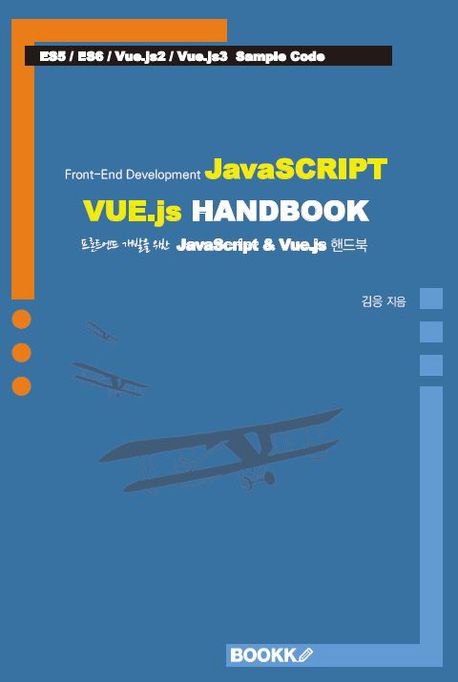 ES5 / ES6 / Vue.js2 / Vue.js3 Sample Code
Front-End Development JavaSCRIPT
VUE.js HANDBOOK
프론트엔드 개발을 위한 JavaScript & Vue.js 핸드북
김웅 지음
BOOKK